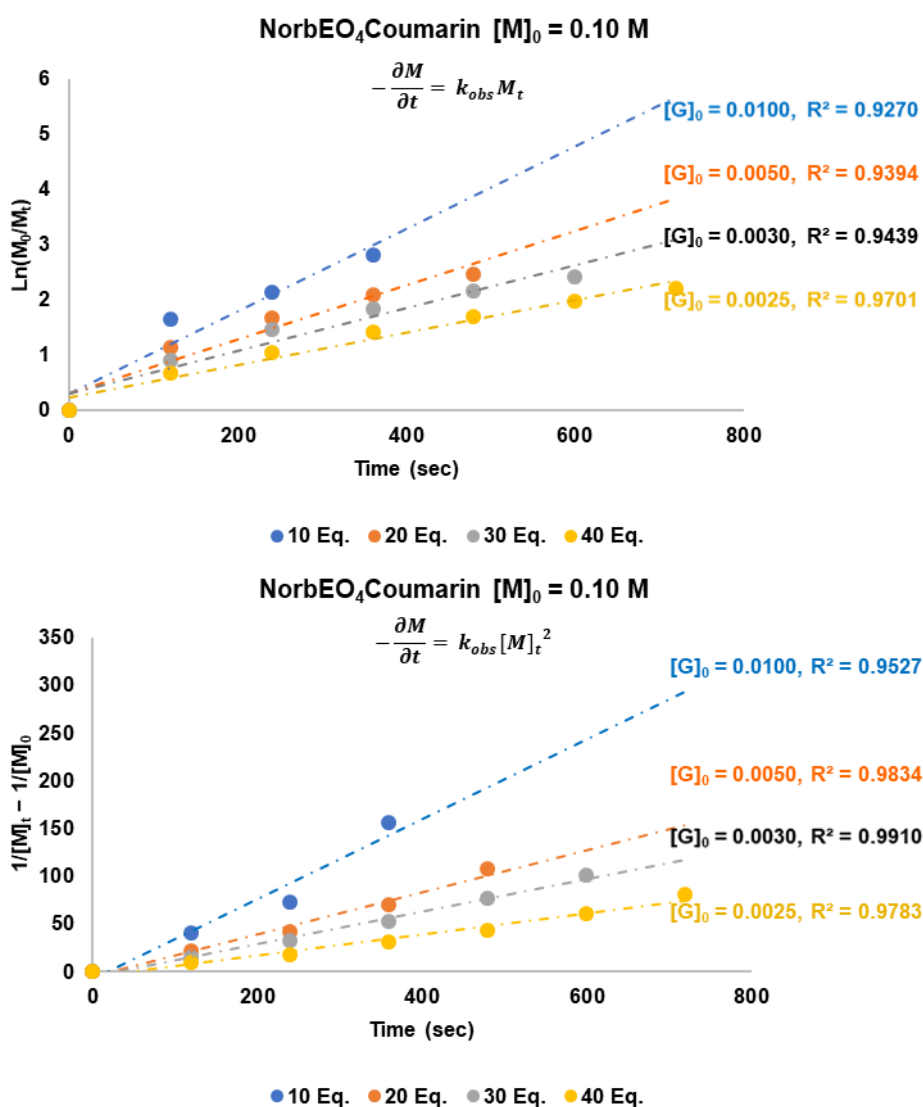 NorbEO₄Coumarin [M]₀ = 0.10 M
−∂M/∂t = k_obs M_t
6
5
4
3
2
1
0
Ln(M₀/Mₜ)
[G]₀ = 0.0100, R² = 0.9270
[G]₀ = 0.0050, R² = 0.9394
[G]₀ = 0.0030, R² = 0.9439
[G]₀ = 0.0025, R² = 0.9701
0 200 400 600 800
Time (sec)
10 Eq. 20 Eq. 30 Eq. 40 Eq.
NorbEO₄Coumarin [M]₀ = 0.10 M
−∂M/∂t = k_obs [M]_t²
350
300
250
200
150
100
50
0
1/[M]ₜ – 1/[M]₀
[G]₀ = 0.0100, R² = 0.9527
[G]₀ = 0.0050, R² = 0.9834
[G]₀ = 0.0030, R² = 0.9910
[G]₀ = 0.0025, R² = 0.9783
0 200 400 600 800
Time (sec)
10 Eq. 20 Eq. 30 Eq. 40 Eq.